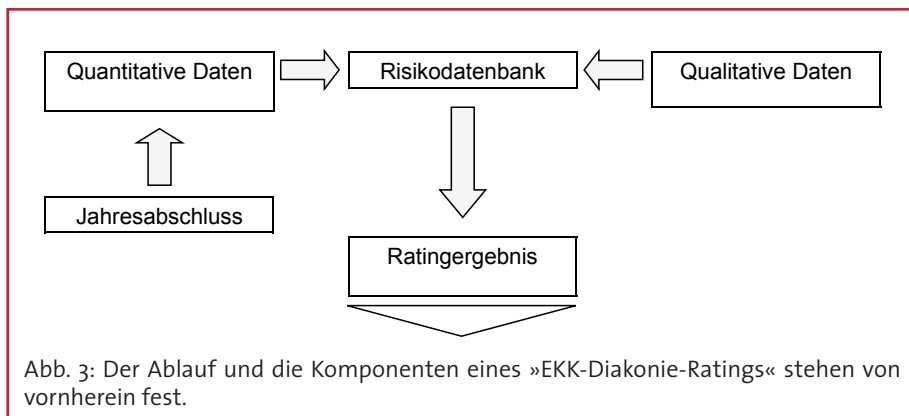 Quantitative Daten
Risikodatenbank
Qualitative Daten
Jahresabschluss
Ratingergebnis
Abb. 3: Der Ablauf und die Komponenten eines »EKK-Diakonie-Ratings« stehen von
vornherein fest.